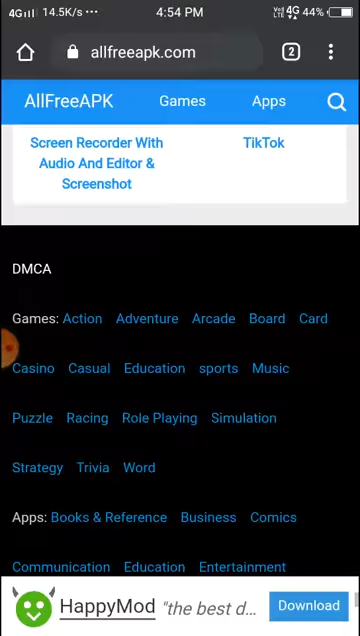 4G 14.5K/s ••• 4:54 PM VoLTE 4G 44%
allfreeapk.com 2
AllFreeAPK Games Apps
Screen Recorder With
Audio And Editor &
Screenshot
TikTok
DMCA
Games: Action Adventure Arcade Board Card
Casino Casual Education sports Music
Puzzle Racing Role Playing Simulation
Strategy Trivia Word
Apps: Books & Reference Business Comics
Communication Education Entertainment
HappyMod "the best d... Download